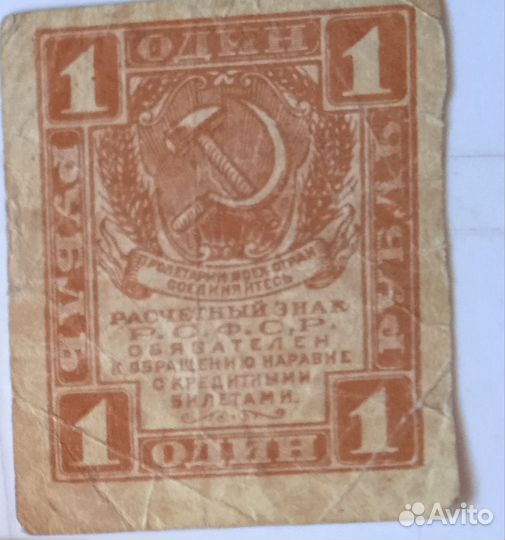 1 ОДИН 1
РУБЛЬ
РУБЛЬ
ПРОЛЕТАРИИ ВСЕХ СТРАН
СОЕДИНЯЙТЕСЬ
РАСЧЕТНЫЙ ЗНАК
Р.С.Ф.С.Р.
ОБЯЗАТЕЛЕН
К ОБРАЩЕНИЮ НАРАВНЕ
С КРЕДИТНЫМИ
БИЛЕТАМИ.
1 ОДИН 1
Avito